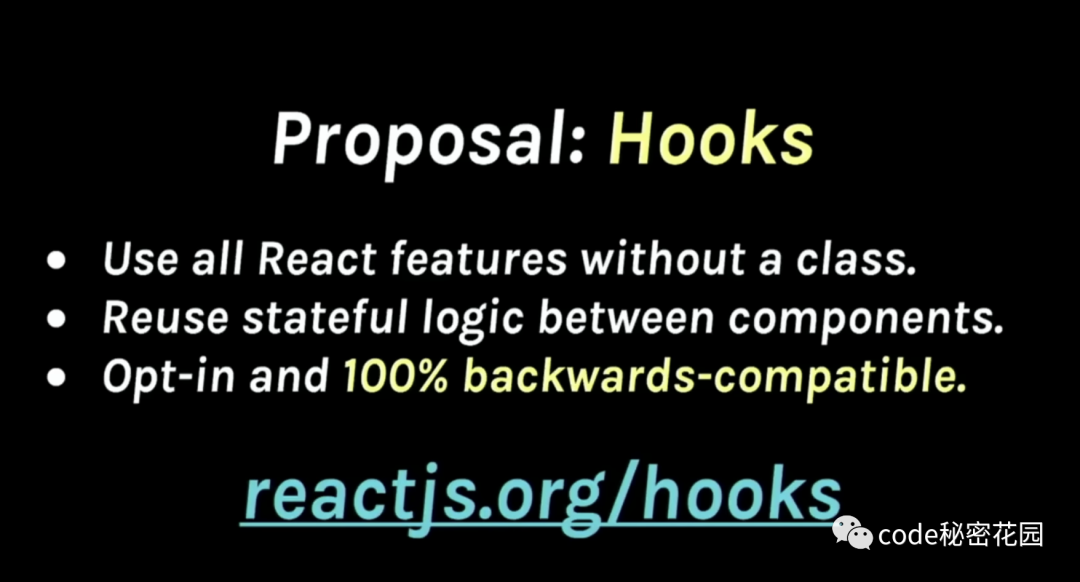 Proposal: Hooks
• Use all React features without a class.
• Reuse stateful logic between components.
• Opt-in and 100% backwards-compatible.
reactjs.org/hooks
code秘密花园